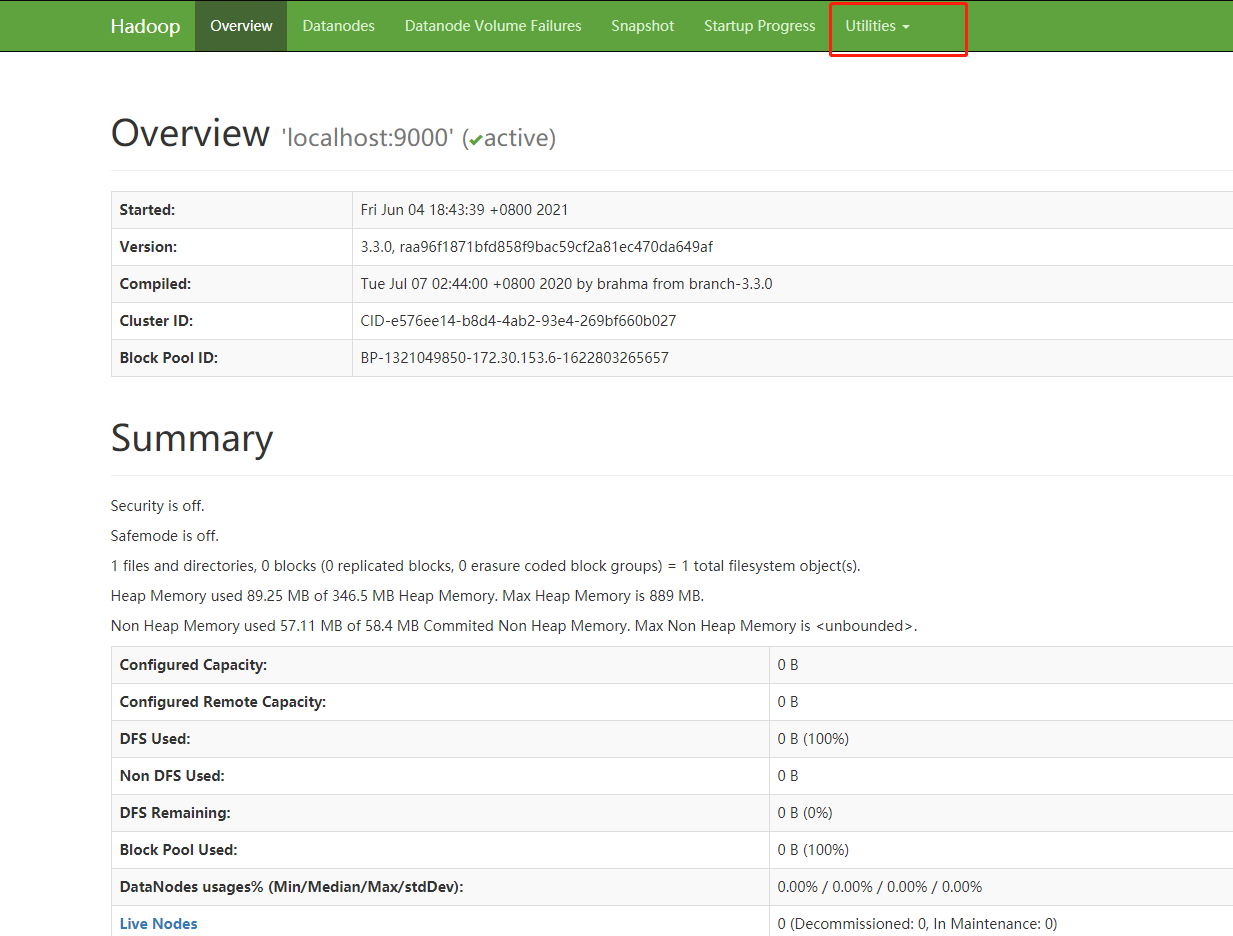 Hadoop Overview Datanodes Datanode Volume Failures Snapshot Startup Progress Utilities
Overview 'localhost:9000' (✔active)
Started: Fri Jun 04 18:43:39 +0800 2021
Version: 3.3.0, raa96f1871bfd858f9bac59cf2a81ec470da649af
Compiled: Tue Jul 07 02:44:00 +0800 2020 by brahma from branch-3.3.0
Cluster ID: CID-e576ee14-b8d4-4ab2-93e4-269bf660b027
Block Pool ID: BP-1321049850-172.30.153.6-1622803265657
Summary
Security is off.
Safemode is off.
1 files and directories, 0 blocks (0 replicated blocks, 0 erasure coded block groups) = 1 total filesystem object(s).
Heap Memory used 89.25 MB of 346.5 MB Heap Memory. Max Heap Memory is 889 MB.
Non Heap Memory used 57.11 MB of 58.4 MB Commited Non Heap Memory. Max Non Heap Memory is <unbounded>.
Configured Capacity: 0 B
Configured Remote Capacity: 0 B
DFS Used: 0 B (100%)
Non DFS Used: 0 B
DFS Remaining: 0 B (0%)
Block Pool Used: 0 B (100%)
DataNodes usages% (Min/Median/Max/stdDev): 0.00% / 0.00% / 0.00% / 0.00%
Live Nodes 0 (Decommissioned: 0, In Maintenance: 0)